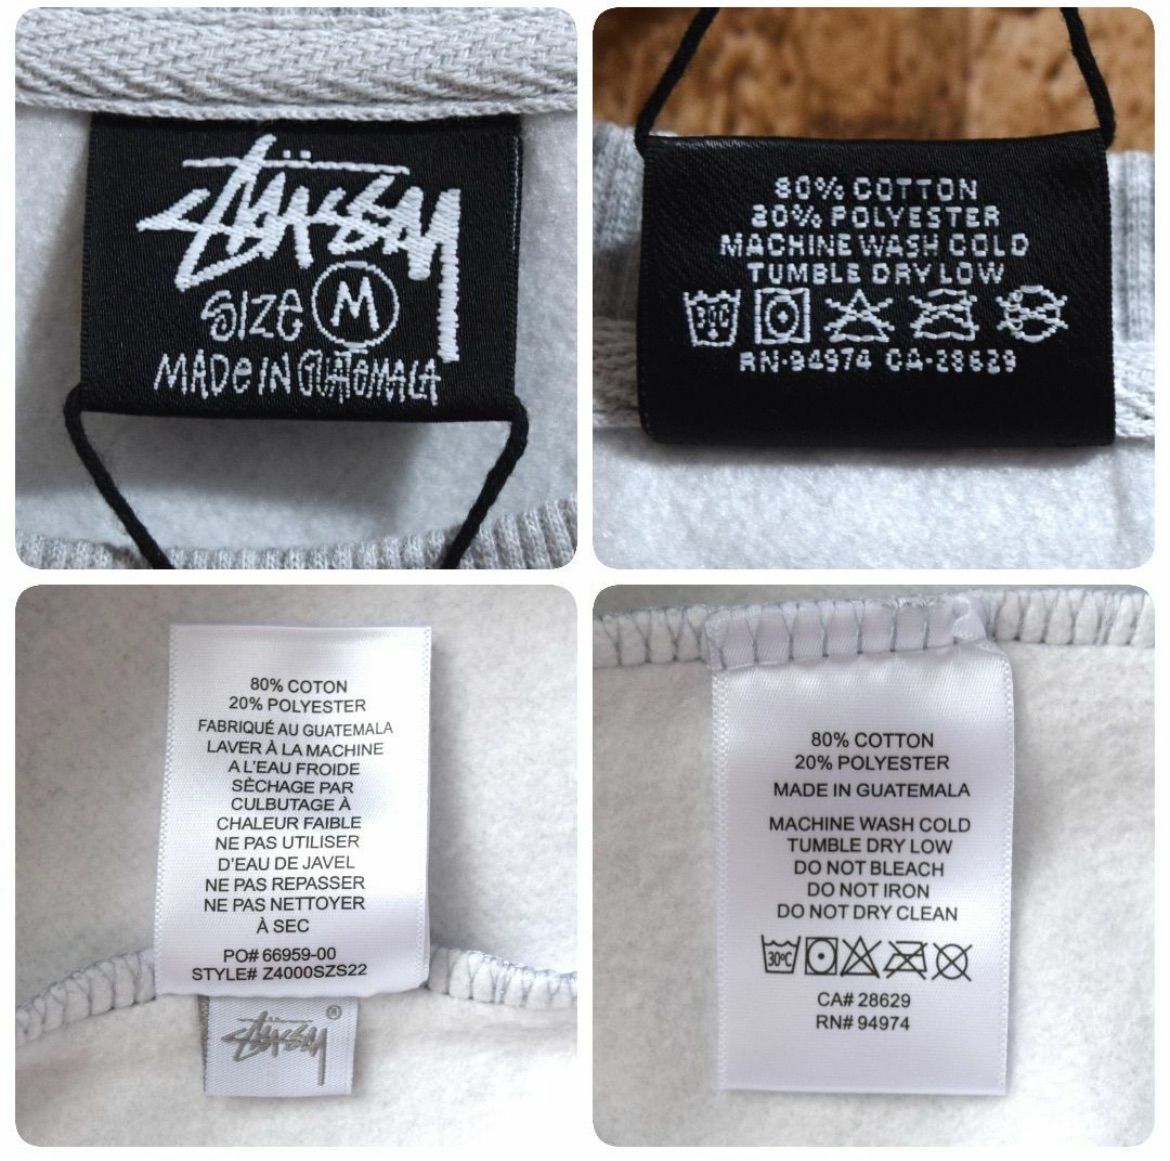 STÜSSY
SIZE M
MADE IN GUATEMALA
80% COTTON
20% POLYESTER
MACHINE WASH COLD
TUMBLE DRY LOW
30C
RN-94974 CA-28629
80% COTON
20% POLYESTER
FABRIQUÉ AU GUATEMALA
LAVER À LA MACHINE
A L'EAU FROIDE
SÈCHAGE PAR
CULBUTAGE À
CHALEUR FAIBLE
NE PAS UTILISER
D'EAU DE JAVEL
NE PAS REPASSER
NE PAS NETTOYER
À SEC
PO# 66959-00
STYLE# Z4000SZS22
STÜSSY®
80% COTTON
20% POLYESTER
MADE IN GUATEMALA
MACHINE WASH COLD
TUMBLE DRY LOW
DO NOT BLEACH
DO NOT IRON
DO NOT DRY CLEAN
30ºC
CA# 28629
RN# 94974